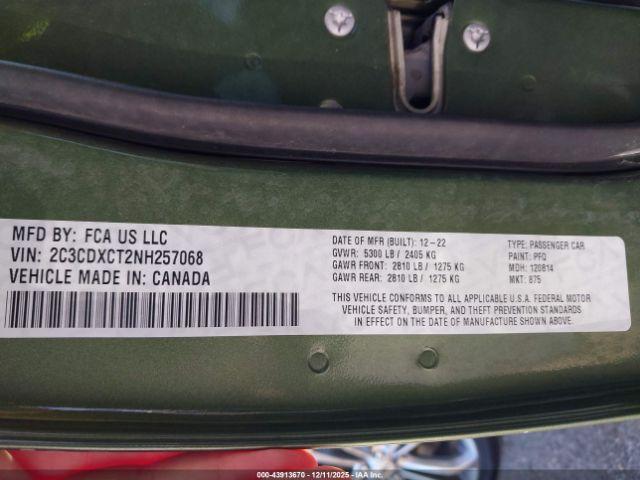 MFD BY: FCA US LLC
VIN: 2C3CDXCT2NH257068
VEHICLE MADE IN: CANADA
DATE OF MFR (BUILT): 12-22
GVWR: 5300 LB / 2405 KG
GAWR FRONT: 2810 LB / 1275 KG
GAWR REAR: 2810 LB / 1275 KG
TYPE: PASSENGER CAR
PAINT: PFQ
MDH: 120814
MKT: 875
THIS VEHICLE CONFORMS TO ALL APPLICABLE U.S.A. FEDERAL MOTOR
VEHICLE SAFETY, BUMPER, AND THEFT PREVENTION STANDARDS
IN EFFECT ON THE DATE OF MANUFACTURE SHOWN ABOVE.
000-43913670 12/11/2025 IAAI.COM